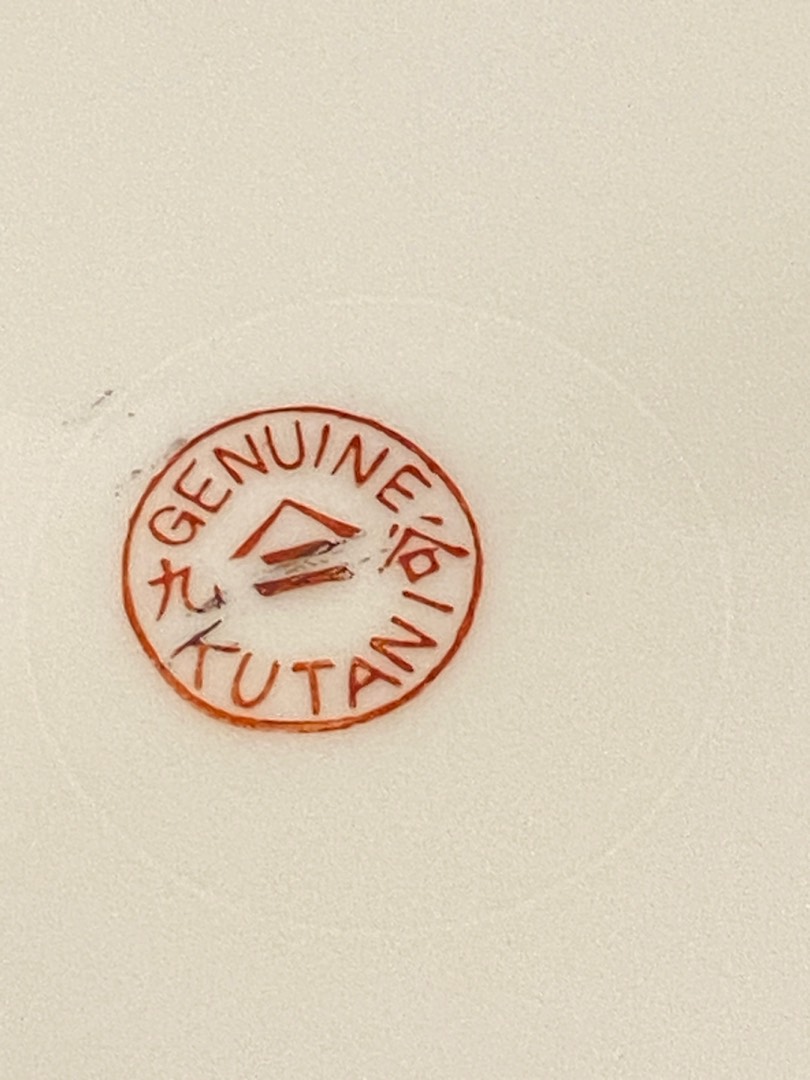 GENUINE
九 谷
KUTANI